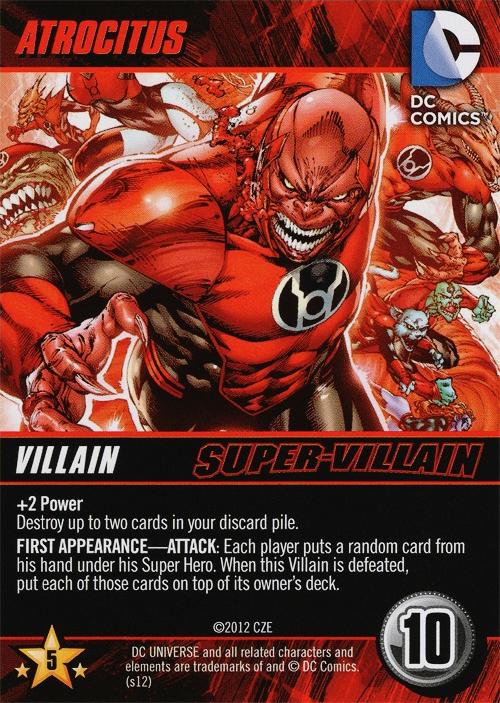 ATROCITUS
DC
DC
COMICS™
VILLAIN
SUPER-VILLAIN
+2 Power
Destroy up to two cards in your discard pile.
FIRST APPEARANCE—ATTACK: Each player puts a random card from
his hand under his Super Hero. When this Villain is defeated,
put each of those cards on top of its owner's deck.
©2012 CZE
5
10
DC UNIVERSE and all related characters and
elements are trademarks of and © DC Comics.
(s12)